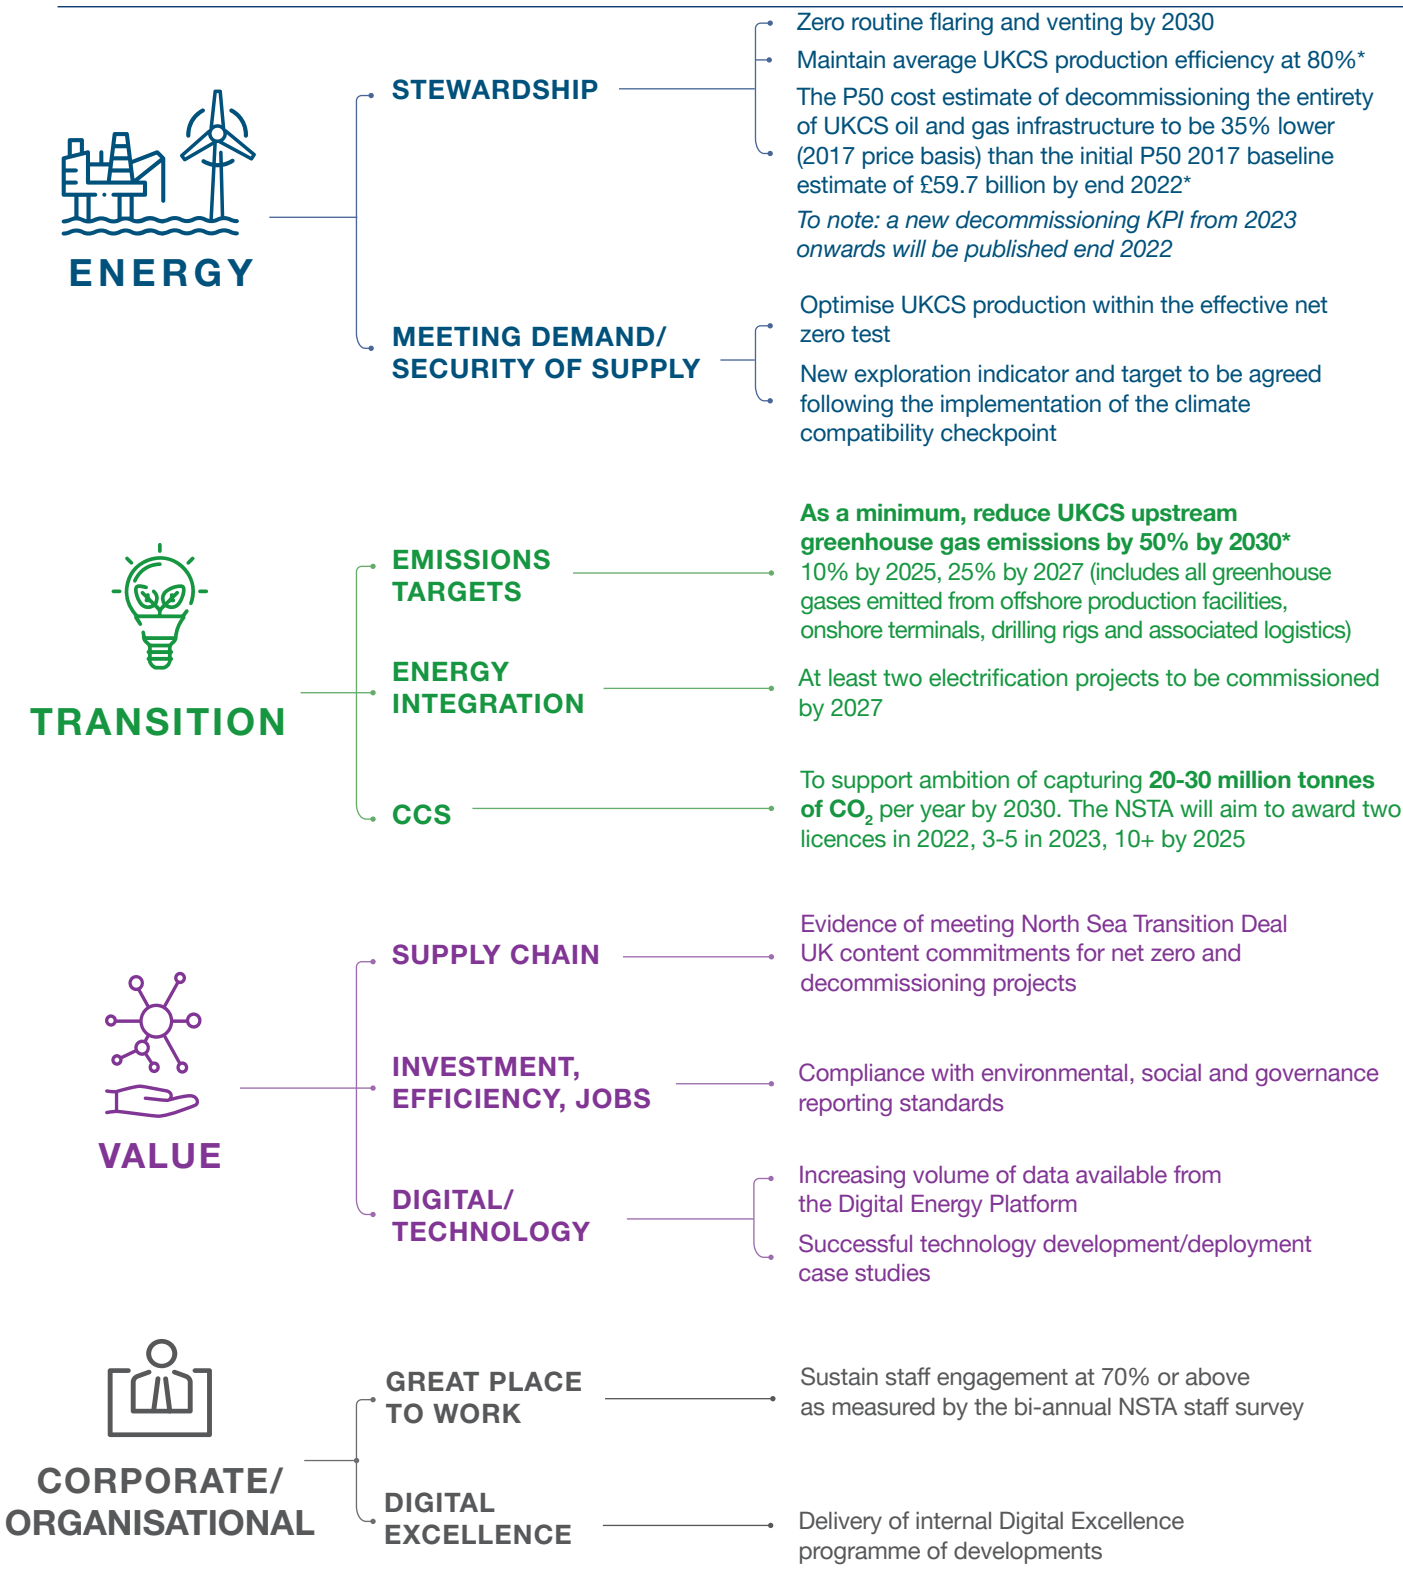 ENERGY
STEWARDSHIP
Zero routine flaring and venting by 2030
Maintain average UKCS production efficiency at 80%*
The P50 cost estimate of decommissioning the entirety
of UKCS oil and gas infrastructure to be 35% lower
(2017 price basis) than the initial P50 2017 baseline
estimate of £59.7 billion by end 2022*
To note: a new decommissioning KPI from 2023
onwards will be published end 2022
MEETING DEMAND/
SECURITY OF SUPPLY
Optimise UKCS production within the effective net
zero test
New exploration indicator and target to be agreed
following the implementation of the climate
compatibility checkpoint
TRANSITION
EMISSIONS
TARGETS
As a minimum, reduce UKCS upstream
greenhouse gas emissions by 50% by 2030*
10% by 2025, 25% by 2027 (includes all greenhouse
gases emitted from offshore production facilities,
onshore terminals, drilling rigs and associated logistics)
ENERGY
INTEGRATION
At least two electrification projects to be commissioned
by 2027
CCS
To support ambition of capturing 20-30 million tonnes
of CO₂ per year by 2030. The NSTA will aim to award two
licences in 2022, 3-5 in 2023, 10+ by 2025
VALUE
SUPPLY CHAIN
Evidence of meeting North Sea Transition Deal
UK content commitments for net zero and
decommissioning projects
INVESTMENT,
EFFICIENCY, JOBS
Compliance with environmental, social and governance
reporting standards
DIGITAL/
TECHNOLOGY
Increasing volume of data available from
the Digital Energy Platform
Successful technology development/deployment
case studies
CORPORATE/
ORGANISATIONAL
GREAT PLACE
TO WORK
Sustain staff engagement at 70% or above
as measured by the bi-annual NSTA staff survey
DIGITAL
EXCELLENCE
Delivery of internal Digital Excellence
programme of developments